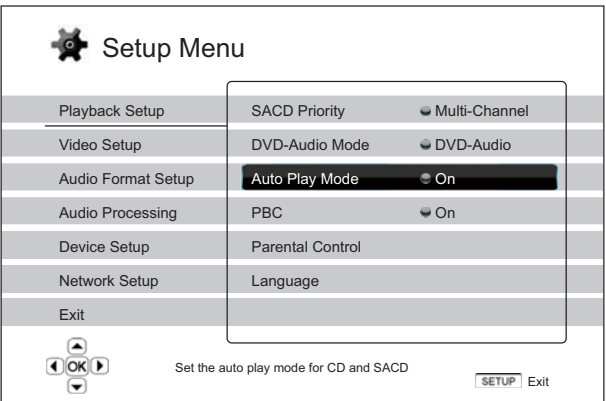 Setup Menu
Playback Setup SACD Priority Multi-Channel
Video Setup DVD-Audio Mode DVD-Audio
Audio Format Setup Auto Play Mode On
Audio Processing PBC On
Device Setup Parental Control
Network Setup Language
Exit
OK Set the auto play mode for CD and SACD
SETUP Exit